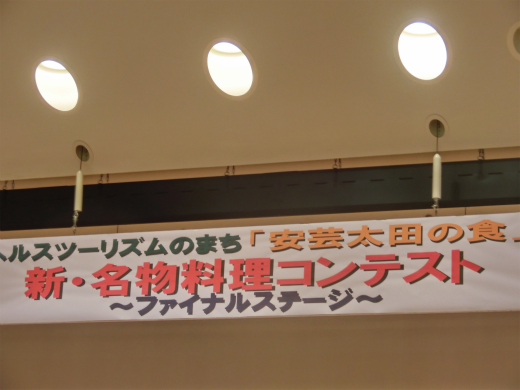 ヘルスツーリズムのまち「安芸太田の食」
新・名物料理コンテスト
～ファイナルステージ～